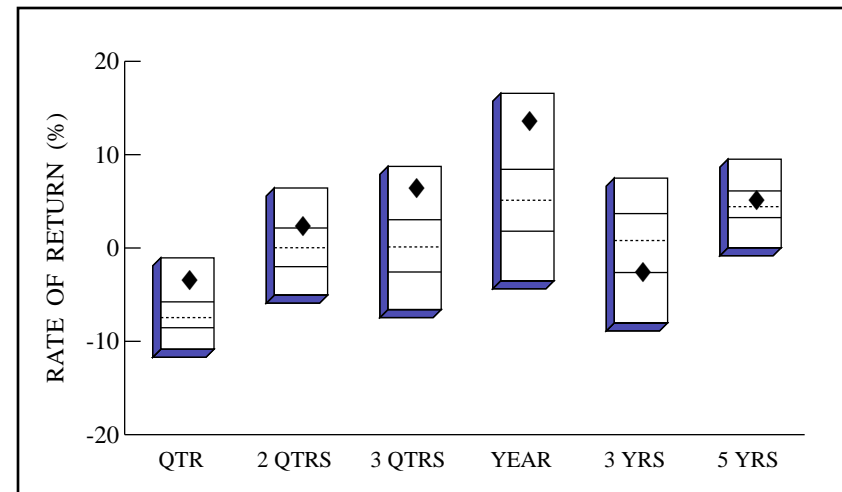 RATE OF RETURN (%)
20
10
0
-10
-20
QTR 2 QTRS 3 QTRS YEAR 3 YRS 5 YRS